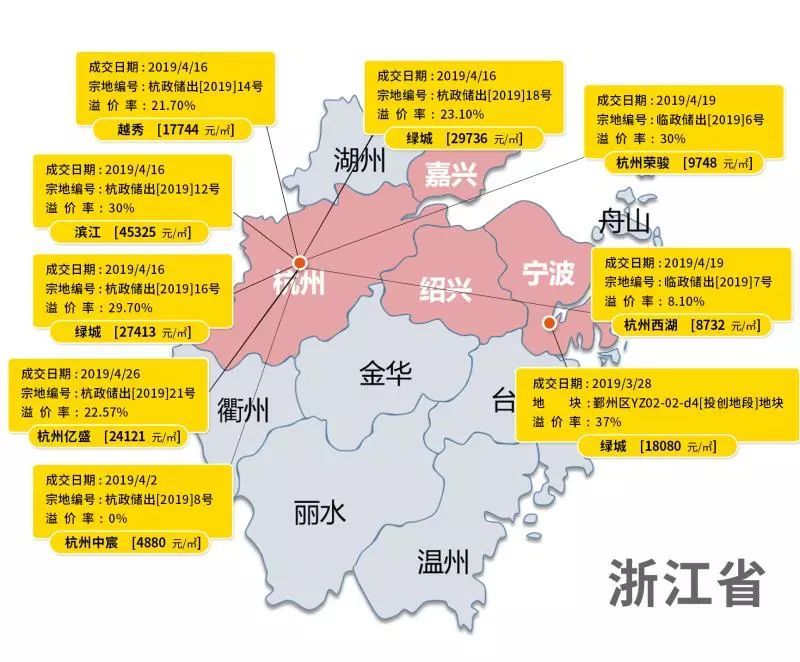 成交日期:2019/4/16
宗地编号:杭政储出[2019]14号
溢 价 率:21.70%
越秀 [17744 元/㎡]
成交日期:2019/4/16
宗地编号:杭政储出[2019]18号
溢 价 率:23.10%
绿城 [29736 元/㎡]
成交日期:2019/4/19
宗地编号:临政储出[2019]6号
溢 价 率:30%
杭州荣骏 [9748 元/㎡]
成交日期:2019/4/16
宗地编号:杭政储出[2019]12号
溢 价 率:30%
滨江 [45325 元/㎡]
成交日期:2019/4/16
宗地编号:杭政储出[2019]16号
溢 价 率:29.70%
绿城 [27413 元/㎡]
成交日期:2019/4/19
宗地编号:临政储出[2019]7号
溢 价 率:8.10%
杭州西湖 [8732 元/㎡]
成交日期:2019/4/26
宗地编号:杭政储出[2019]21号
溢 价 率:22.57%
杭州亿盛 [24121 元/㎡]
成交日期:2019/3/28
地 块:鄞州区YZ02-02-d4[投创地段]地块
溢 价 率:37%
绿城 [18080 元/㎡]
成交日期:2019/4/2
宗地编号:杭政储出[2019]8号
溢 价 率:0%
杭州中宸 [4880 元/㎡]
湖州
嘉兴
舟山
杭州
绍兴
宁波
金华
衢州
台
丽水
温州
浙江省